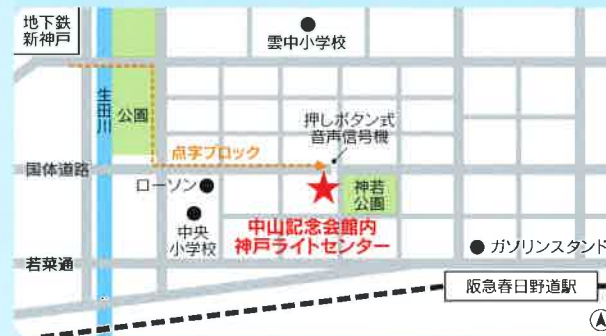 地下鉄
新神戸
雲中小学校
生田川
公園
押しボタン式
音声信号機
点字ブロック
国体道路
ローソン
神若
公園
中央
小学校
中山記念会館内
神戸ライトセンター
ガソリンスタンド
若菜通
阪急春日野道駅